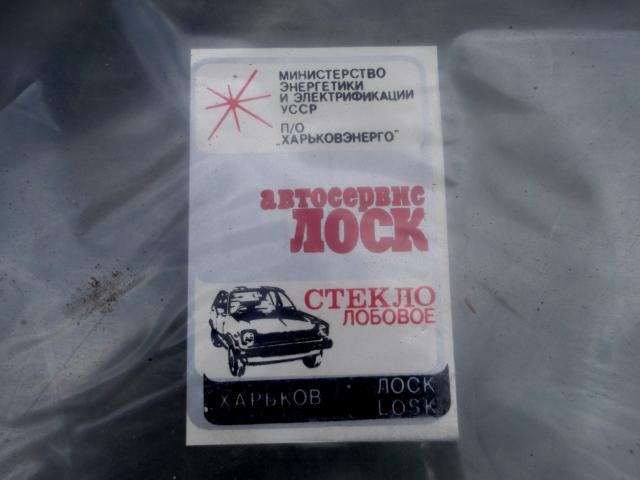 МИНИСТЕРСТВО
ЭНЕРГЕТИКИ
И ЭЛЕКТРИФИКАЦИИ
УССР
П/О
„ХАРЬКОВЭНЕРГО"
автосервис
ЛОСК
СТЕКЛО
ЛОБОВОЕ
ХАРЬКОВ ЛОСК
LOSK